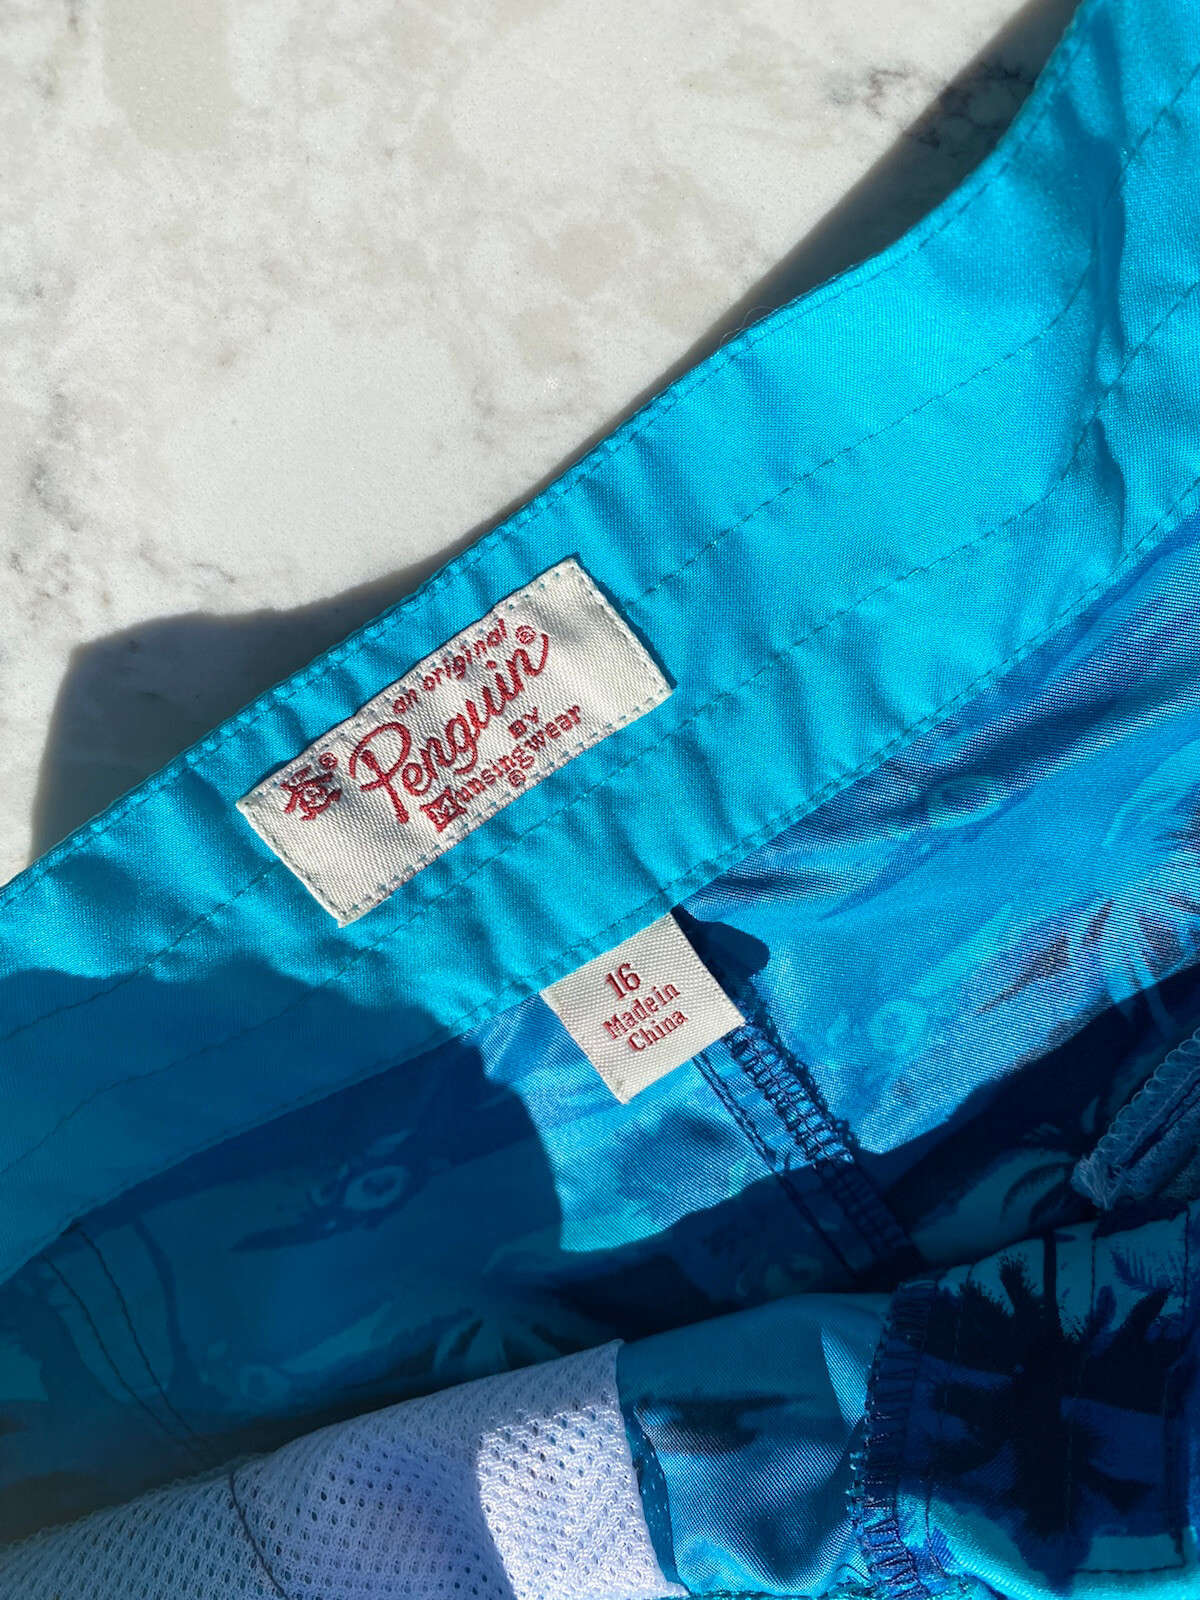 an original
Penguin®
BY
Munsingwear
®
®
16
Made in
China